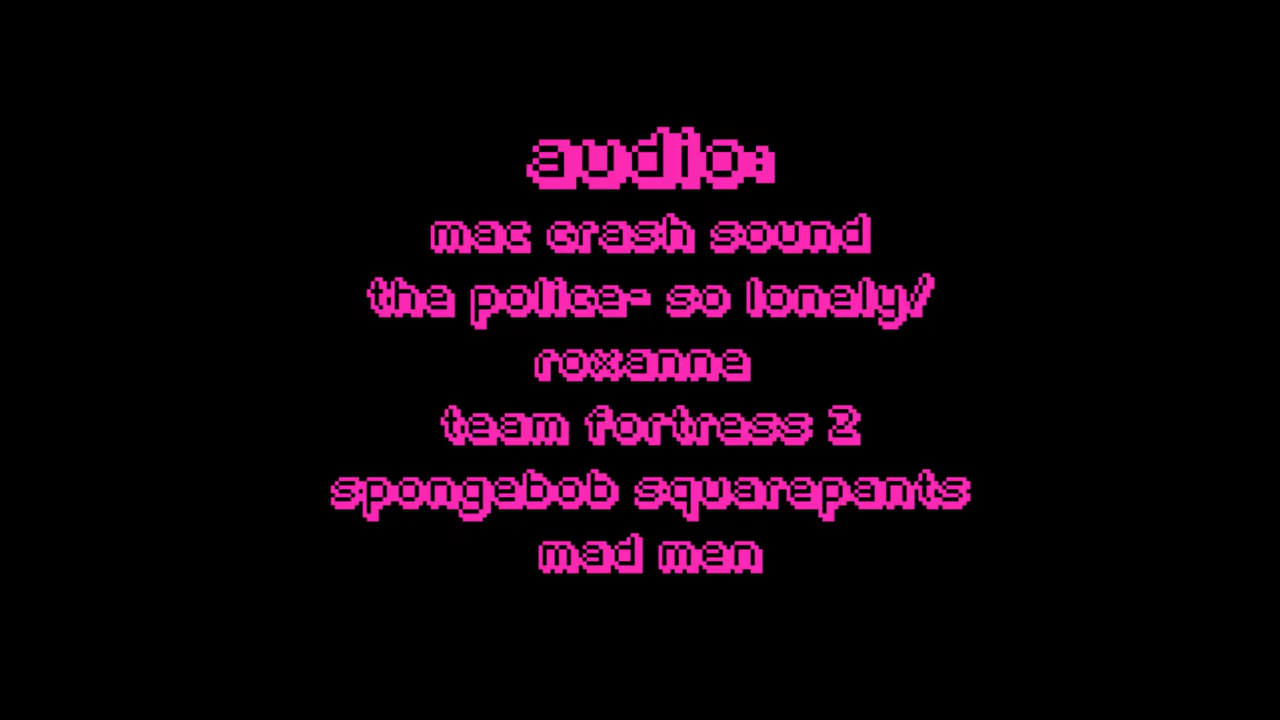 audio:
mac crash sound
the police- so lonely/
roxanne
team fortress 2
spongebob squarepants
mad men